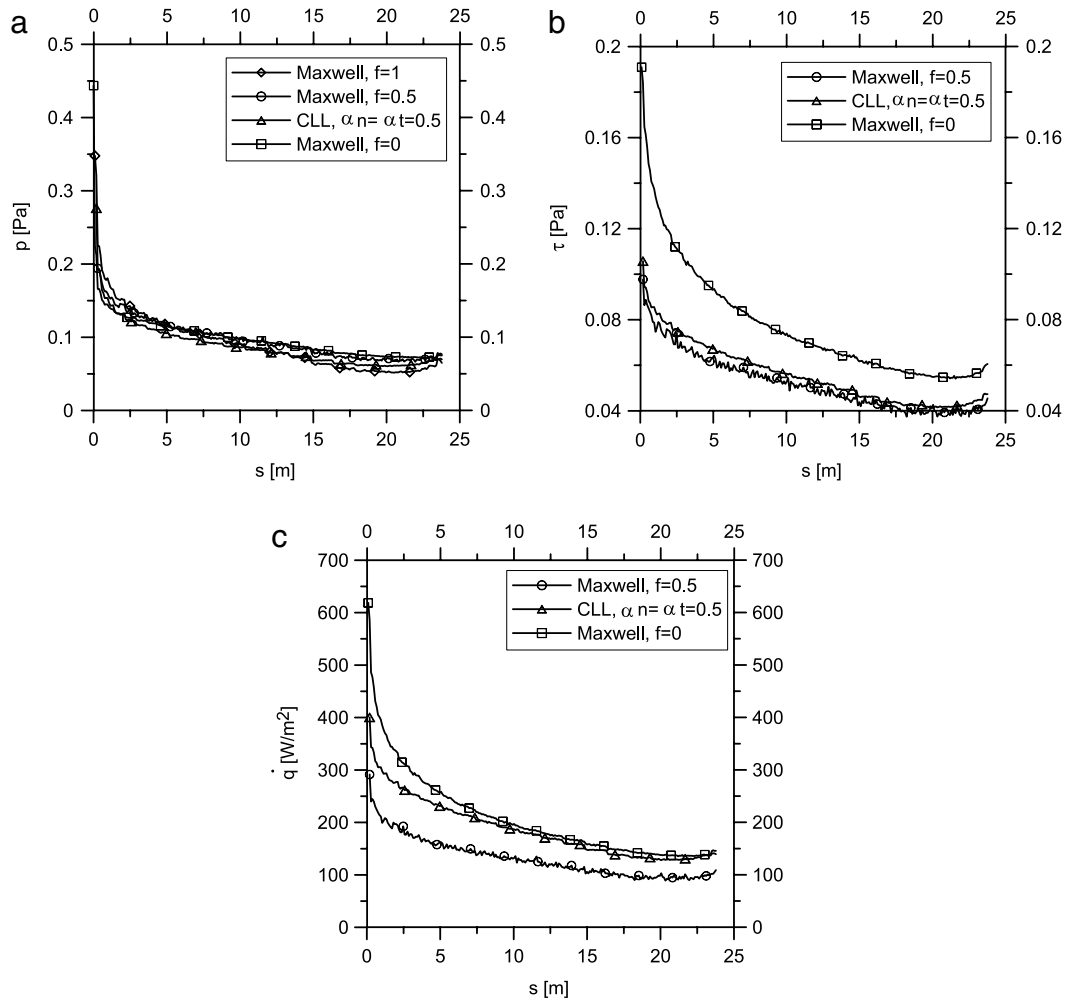 a
0 5 10 15 20 25
0.5 0.5
Maxwell, f=1
Maxwell, f=0.5
CLL, αn= αt=0.5
Maxwell, f=0
0.4 0.4
0.3 0.3
0.2 0.2
0.1 0.1
0 0
p [Pa]
0 5 10 15 20 25
s [m]
b
0 5 10 15 20 25
0.2 0.2
Maxwell, f=0.5
CLL, αn= αt=0.5
Maxwell, f=0
0.16 0.16
0.12 0.12
0.08 0.08
0.04 0.04
τ [Pa]
0 5 10 15 20 25
s [m]
c
0 5 10 15 20 25
700 700
Maxwell, f=0.5
CLL, αn= αt=0.5
Maxwell, f=0
600 600
500 500
400 400
300 300
200 200
100 100
0 0
q̇ [W/m²]
0 5 10 15 20 25
s [m]